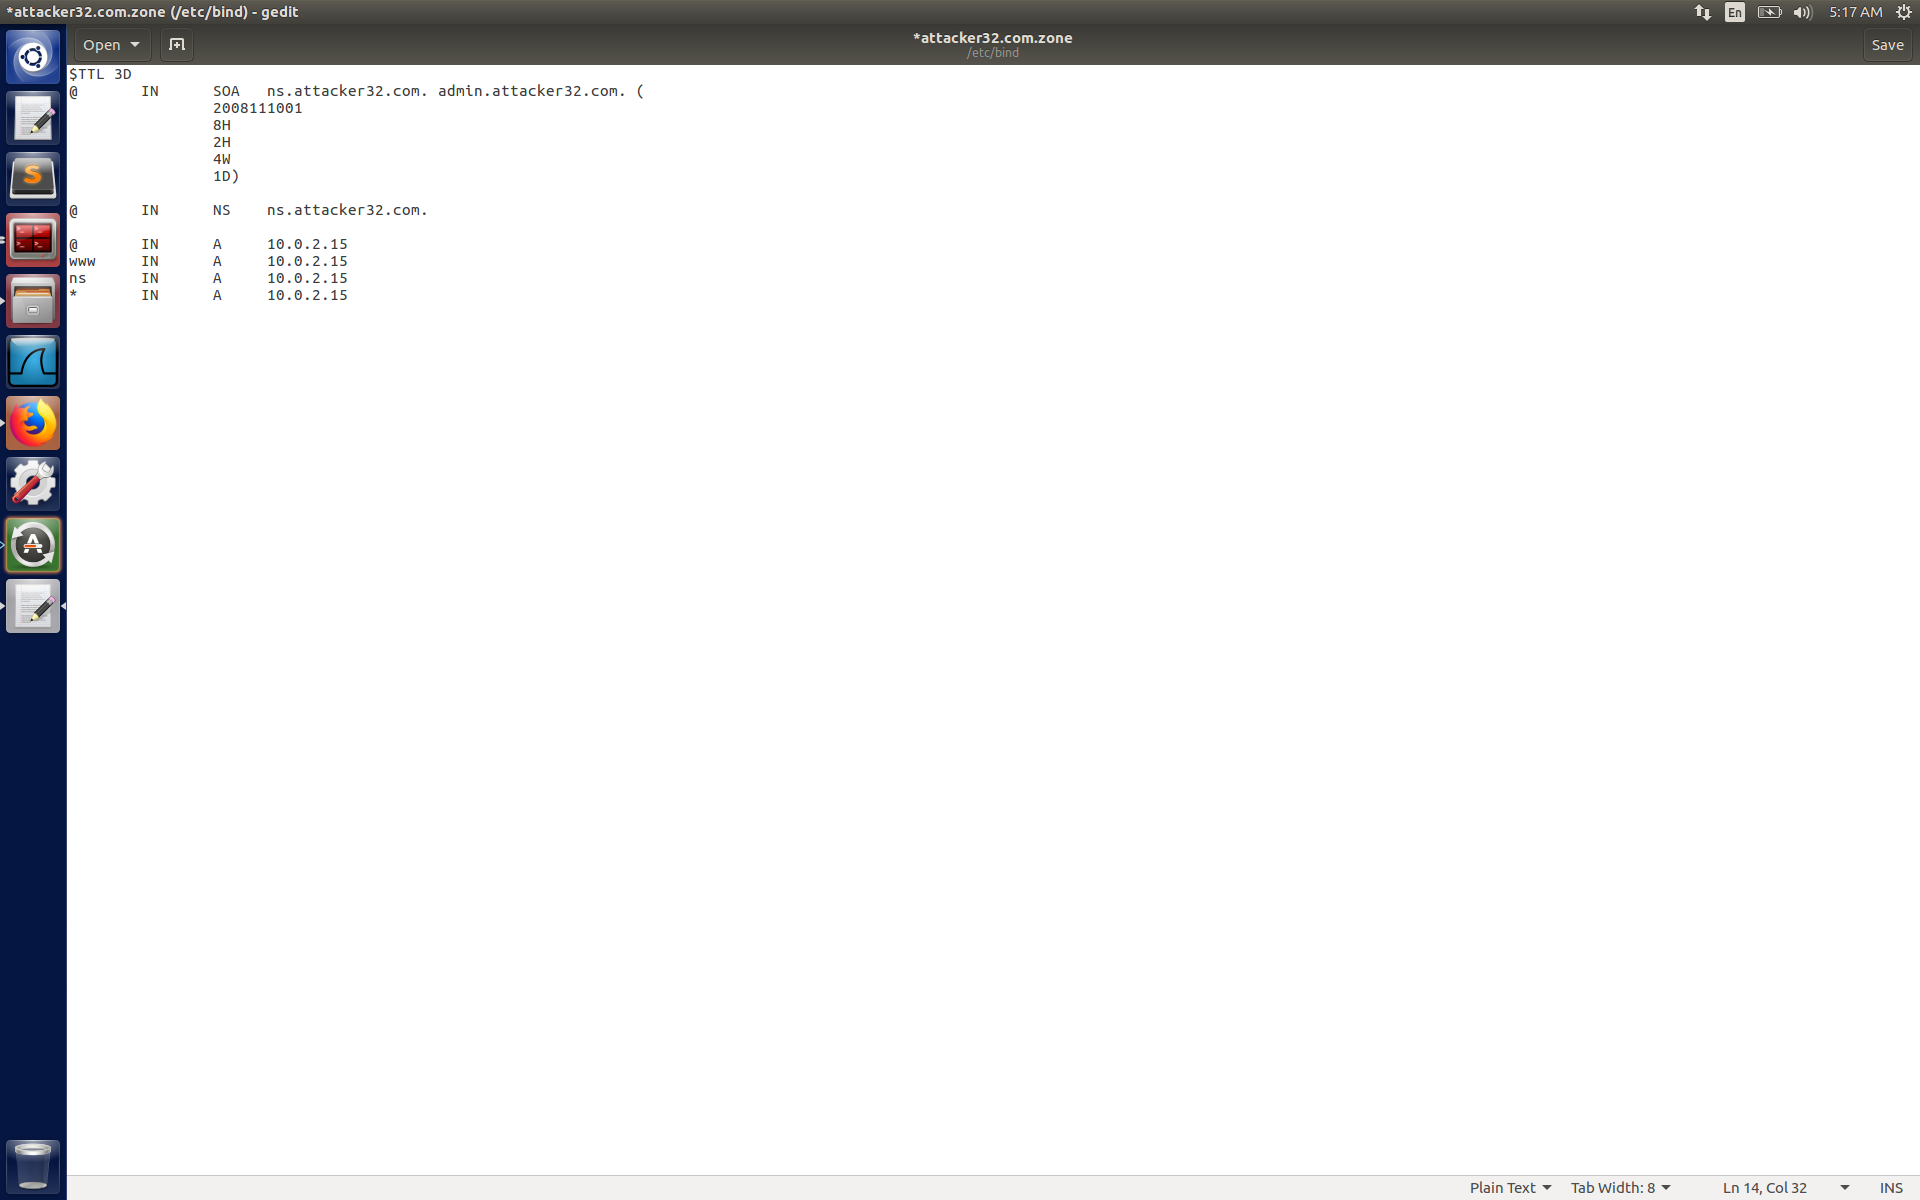 *attacker32.com.zone (/etc/bind) - gedit
En
5:17 AM
Open
*attacker32.com.zone
/etc/bind
Save
$TTL 3D
@ IN SOA ns.attacker32.com. admin.attacker32.com. (
2008111001
8H
2H
4W
1D)
@ IN NS ns.attacker32.com.
@ IN A 10.0.2.15
www IN A 10.0.2.15
ns IN A 10.0.2.15
* IN A 10.0.2.15
Plain Text
Tab Width: 8
Ln 14, Col 32
INS